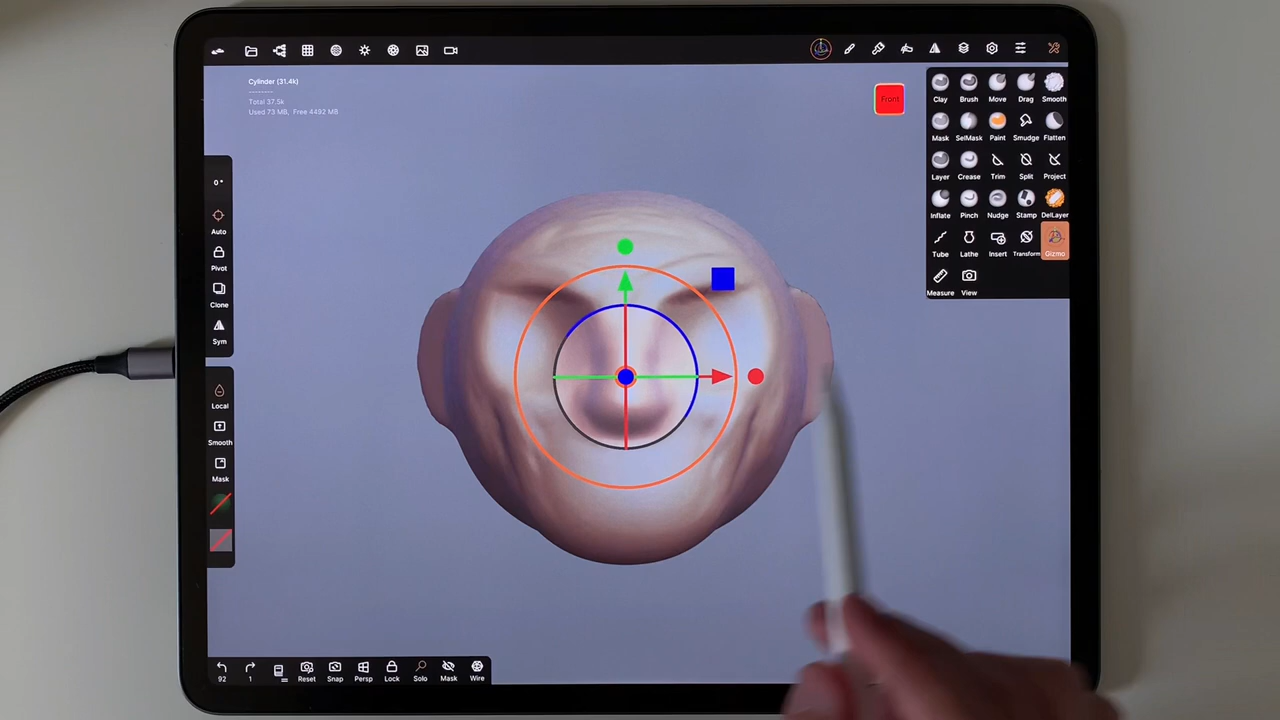 Cylinder (31.4k)
--------
Total 37.5k
Used 73 MB, Free 4492 MB
Front
Clay Brush Move Drag Smooth
Mask SelMask Paint Smudge Flatten
Layer Crease Trim Split Project
Inflate Pinch Nudge Stamp DelLayer
Tube Lathe Insert Transform Gizmo
Measure View
0°
Auto
Pivot
Clone
Sym
Local
Smooth
Mask
92 1 Reset Snap Persp Lock Solo Mask Wire